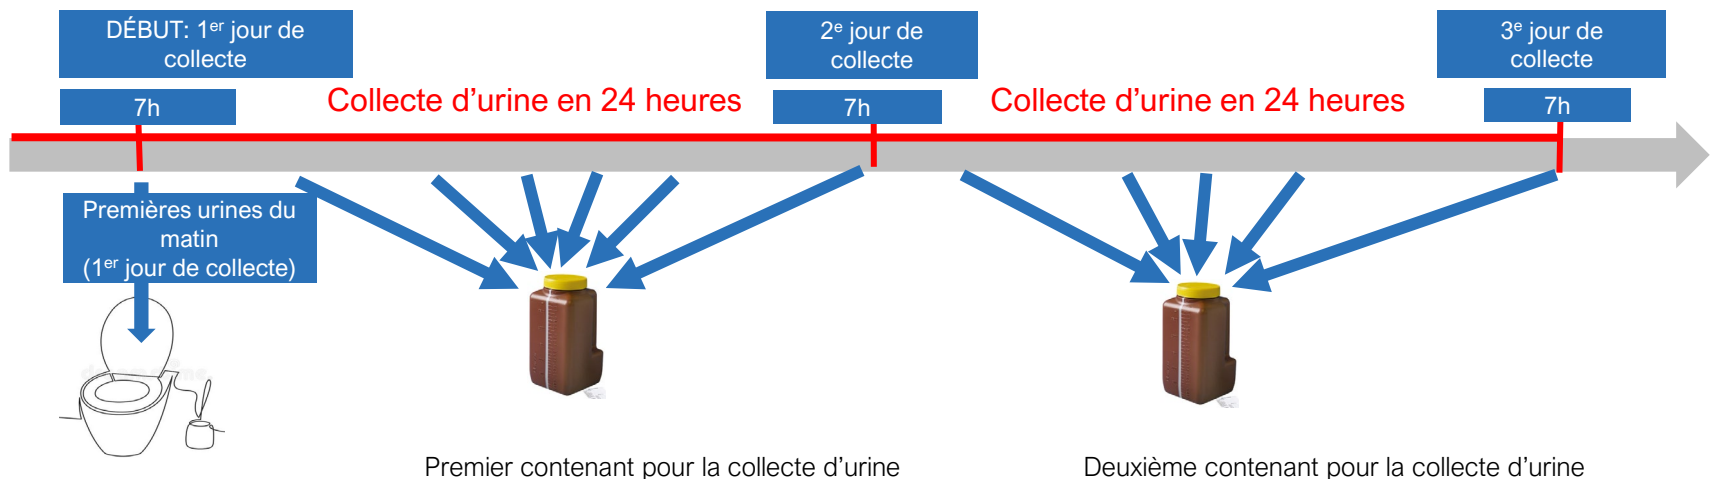 DÉBUT: 1er jour de
collecte
2e jour de
collecte
3e jour de
collecte
7h
Collecte d'urine en 24 heures
7h
Collecte d'urine en 24 heures
7h
Premières urines du
matin
(1er jour de collecte)
Premier contenant pour la collecte d'urine
Deuxième contenant pour la collecte d'urine